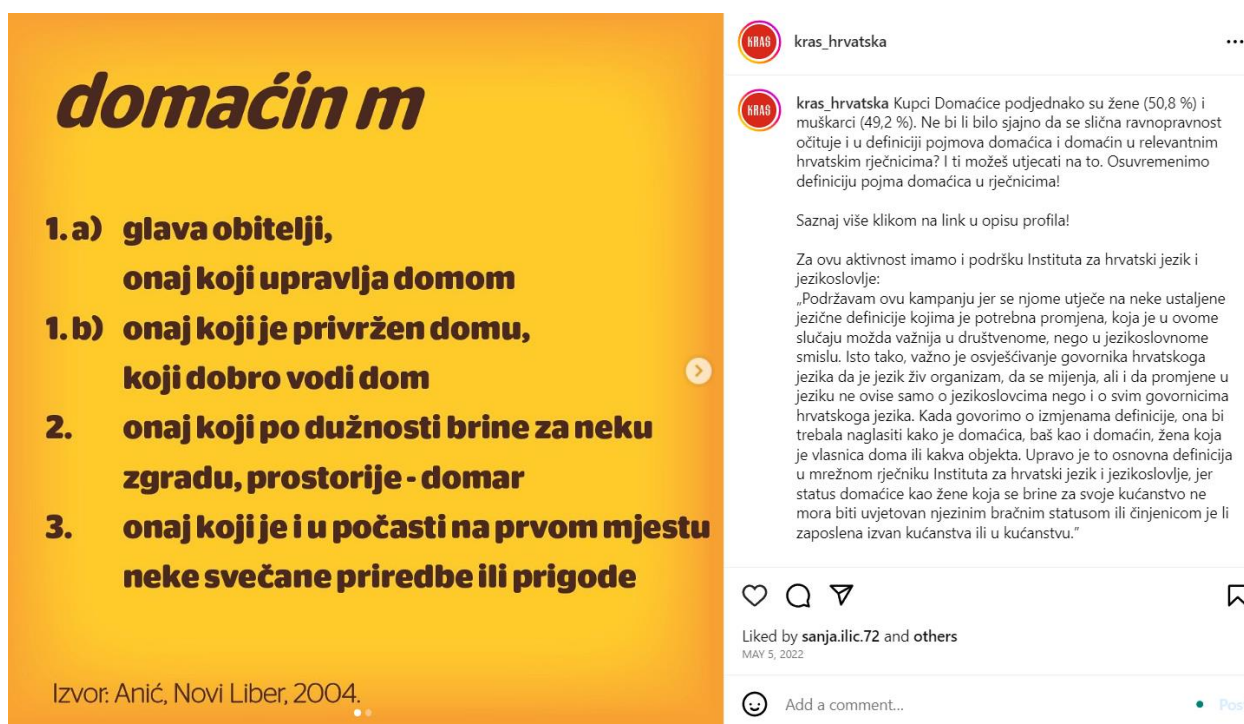 domaćin m
1. a) glava obitelji,
onaj koji upravlja domom
1. b) onaj koji je privržen domu,
koji dobro vodi dom
2. onaj koji po dužnosti brine za neku
zgradu, prostorije - domar
3. onaj koji je i u počasti na prvom mjestu
neke svečane priredbe ili prigode
Izvor: Anić, Novi Liber, 2004.
KRAŠ
kras_hrvatska
KRAŠ
kras_hrvatska Kupci Domaćice podjednako su žene (50,8 %) i
muškarci (49,2 %). Ne bi li bilo sjajno da se slična ravnopravnost
očituje i u definiciji pojmova domaćica i domaćin u relevantnim
hrvatskim rječnicima? I ti možeš utjecati na to. Osuvremenimo
definiciju pojma domaćica u rječnicima!
Saznaj više klikom na link u opisu profila!
Za ovu aktivnost imamo i podršku Instituta za hrvatski jezik i
jezikoslovlje:
„Podržavam ovu kampanju jer se njome utječe na neke ustaljene
jezične definicije kojima je potrebna promjena, koja je u ovome
slučaju možda važnija u društvenome, nego u jezikoslovnome
smislu. Isto tako, važno je osvješćivanje govornika hrvatskoga
jezika da je jezik živ organizam, da se mijenja, ali i da promjene u
jeziku ne ovise samo o jezikoslovcima nego i o svim govornicima
hrvatskoga jezika. Kada govorimo o izmjenama definicije, ona bi
trebala naglasiti kako je domaćica, baš kao i domaćin, žena koja
je vlasnica doma ili kakva objekta. Upravo je to osnovna definicija
u mrežnom rječniku Instituta za hrvatski jezik i jezikoslovlje, jer
status domaćice kao žene koja se brine za svoje kućanstvo ne
mora biti uvjetovan njezinim bračnim statusom ili činjenicom je li
zaposlena izvan kućanstva ili u kućanstvu.”
Liked by sanja.ilic.72 and others
MAY 5, 2022
Add a comment...
Pos